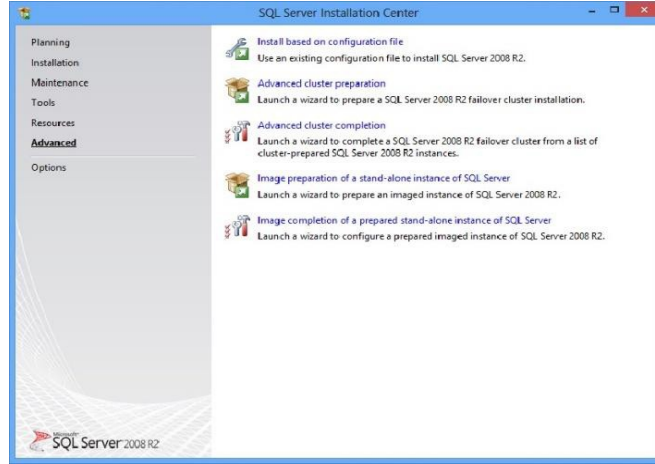 SQL Server Installation Center
Planning
Installation
Maintenance
Tools
Resources
Advanced
Options
Install based on configuration file
Use an existing configuration file to install SQL Server 2008 R2.
Advanced cluster preparation
Launch a wizard to prepare a SQL Server 2008 R2 failover cluster installation.
Advanced cluster completion
Launch a wizard to complete a SQL Server 2008 R2 failover cluster from a list of
cluster-prepared SQL Server 2008 R2 instances.
Image preparation of a stand-alone instance of SQL Server
Launch a wizard to prepare an imaged instance of SQL Server 2008 R2.
Image completion of a prepared stand-alone instance of SQL Server
Launch a wizard to configure a prepared imaged instance of SQL Server 2008 R2.
Microsoft
SQL Server 2008 R2